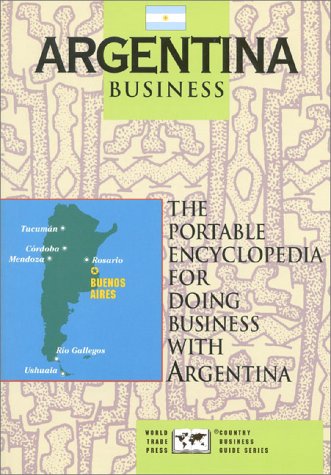 ARGENTINA
BUSINESS
THE
PORTABLE
ENCYCLOPEDIA
FOR
DOING
BUSINESS
WITH
ARGENTINA
Tucumán
Córdoba
Mendoza
Rosario
BUENOS
AIRES
Río Gallegos
Ushuaia
WORLD
TRADE
PRESS
©COUNTRY
BUSINESS
GUIDE SERIES